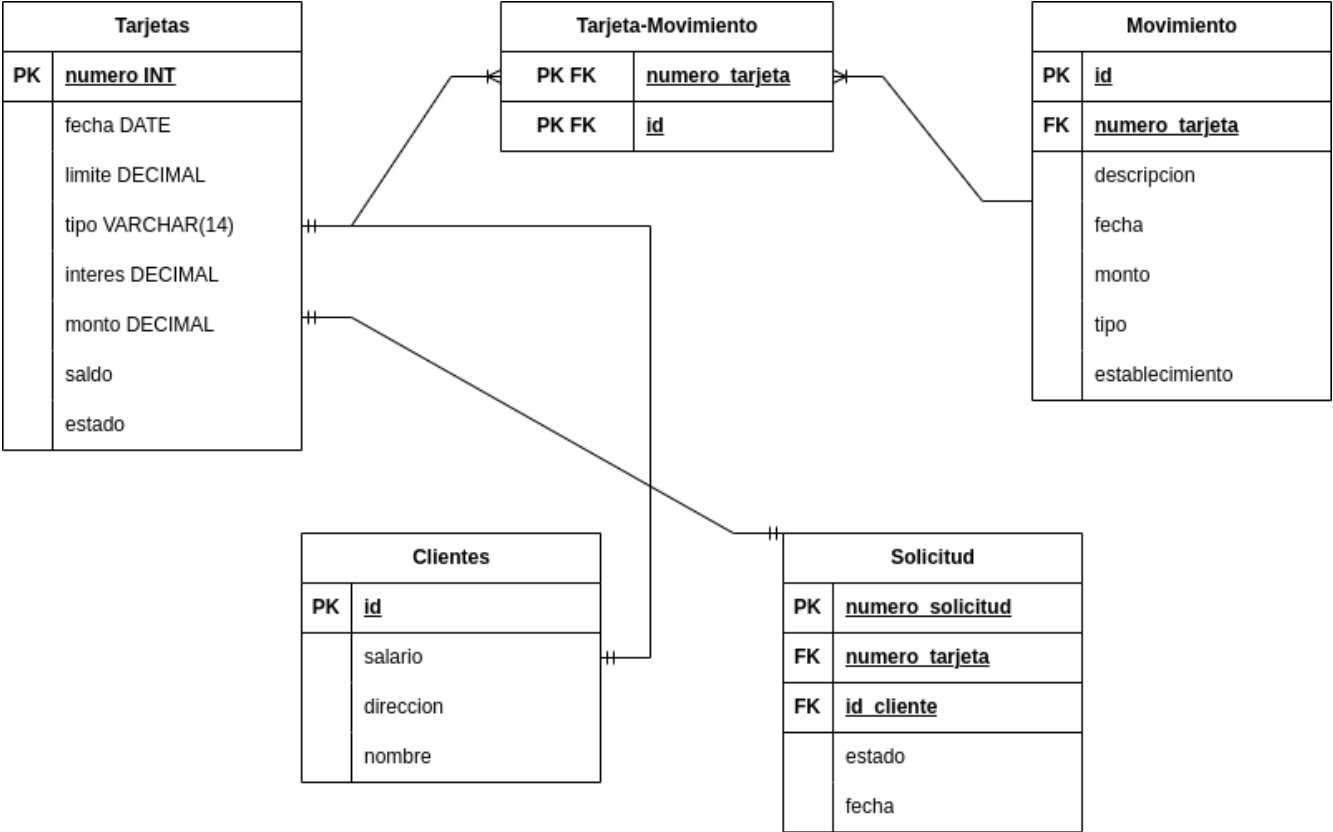 Tarjetas
PK numero INT
fecha DATE
limite DECIMAL
tipo VARCHAR(14)
interes DECIMAL
monto DECIMAL
saldo
estado
Tarjeta-Movimiento
PK FK numero_tarjeta
PK FK id
Movimiento
PK id
FK numero_tarjeta
descripcion
fecha
monto
tipo
establecimiento
Clientes
PK id
salario
direccion
nombre
Solicitud
PK numero_solicitud
FK numero_tarjeta
FK id_cliente
estado
fecha